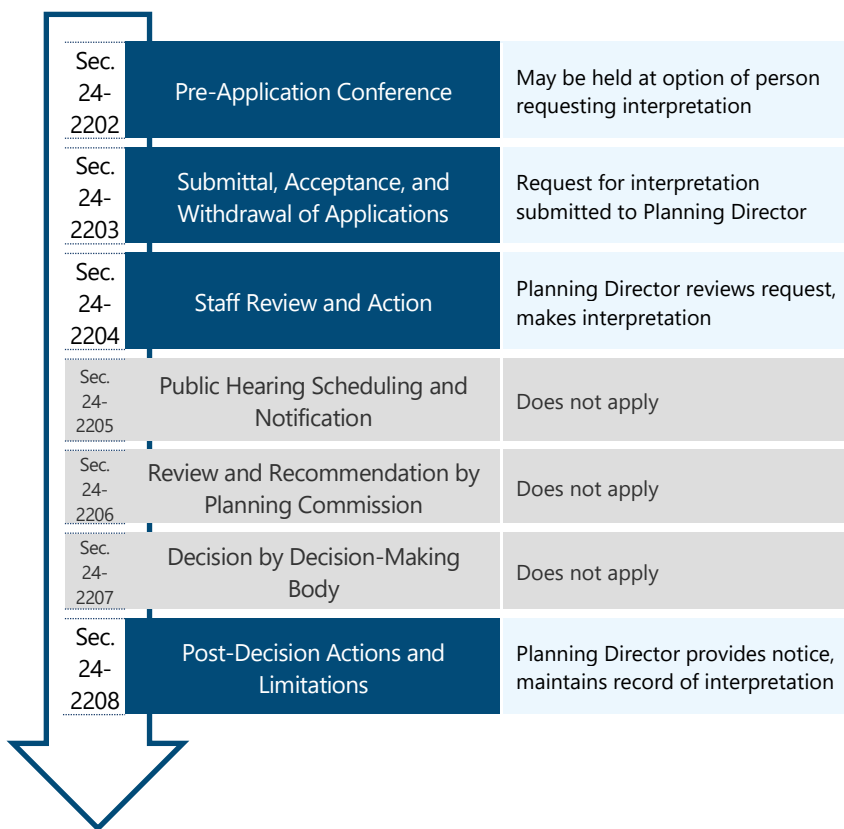 Sec.
24-
2202
Pre-Application Conference
May be held at option of person
requesting interpretation
Sec.
24-
2203
Submittal, Acceptance, and
Withdrawal of Applications
Request for interpretation
submitted to Planning Director
Sec.
24-
2204
Staff Review and Action
Planning Director reviews request,
makes interpretation
Sec.
24-
2205
Public Hearing Scheduling and
Notification
Does not apply
Sec.
24-
2206
Review and Recommendation by
Planning Commission
Does not apply
Sec.
24-
2207
Decision by Decision-Making
Body
Does not apply
Sec.
24-
2208
Post-Decision Actions and
Limitations
Planning Director provides notice,
maintains record of interpretation